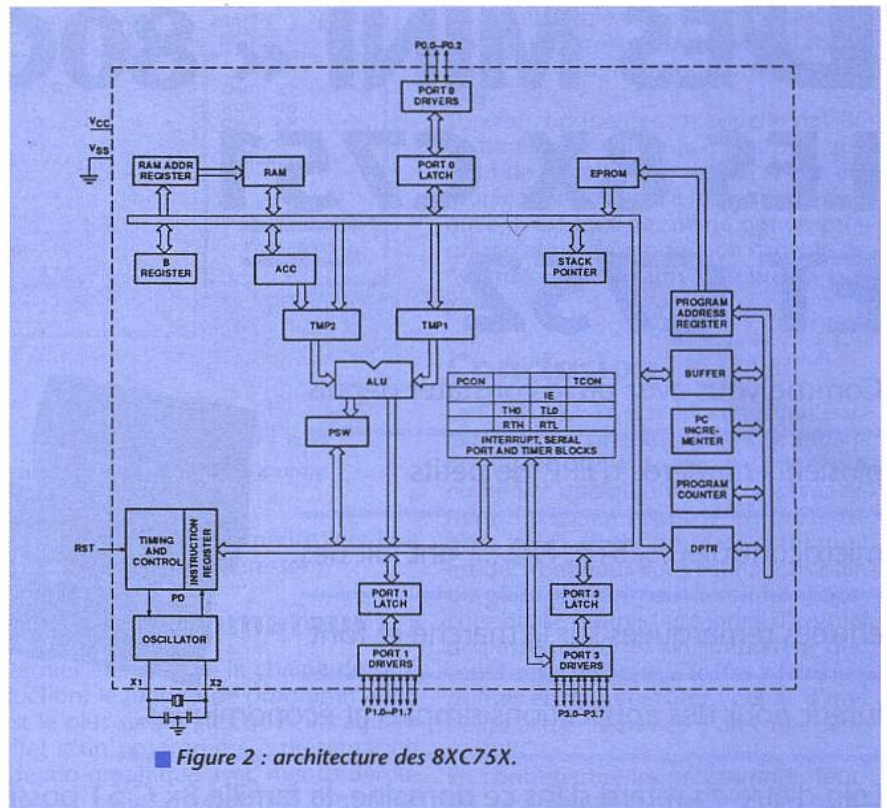 P0.0–P0.2
PORT 0
DRIVERS
VCC
VSS
RAM ADDR
REGISTER
RAM
PORT 0
LATCH
EPROM
B
REGISTER
ACC
STACK
POINTER
PROGRAM
ADDRESS
REGISTER
TMP2
TMP1
ALU
BUFFER
PCON
TCON
IE
TH0
TL0
RTH
RTL
INTERRUPT, SERIAL
PORT AND TIMER BLOCKS
PSW
PC
INCRE-
MENTER
PROGRAM
COUNTER
RST
TIMING
AND
CONTROL
INSTRUCTION
REGISTER
DPTR
PD
OSCILLATOR
PORT 1
LATCH
PORT 3
LATCH
PORT 1
DRIVERS
PORT 3
DRIVERS
X1
X2
P1.0–P1.7
P3.0–P3.7
Figure 2 : architecture des 8XC75X.